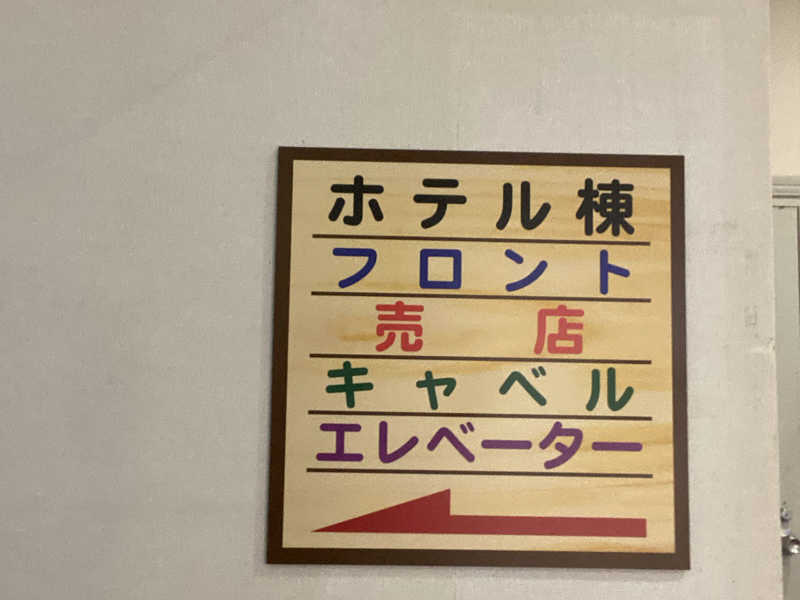 ホテル棟
フロント
売店
キャベル
エレベーター